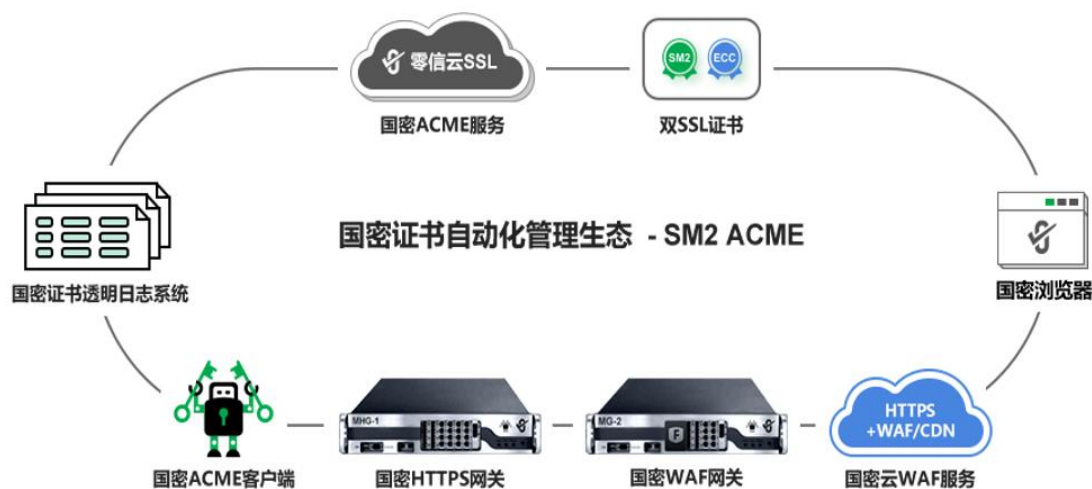 零信云SSL
SM2 ECC
国密ACME服务
双SSL证书
国密证书自动化管理生态 - SM2 ACME
国密证书透明日志系统
国密浏览器
MHG-1
MG-2
F
HTTPS
+WAF/CDN
国密ACME客户端
国密HTTPS网关
国密WAF网关
国密云WAF服务